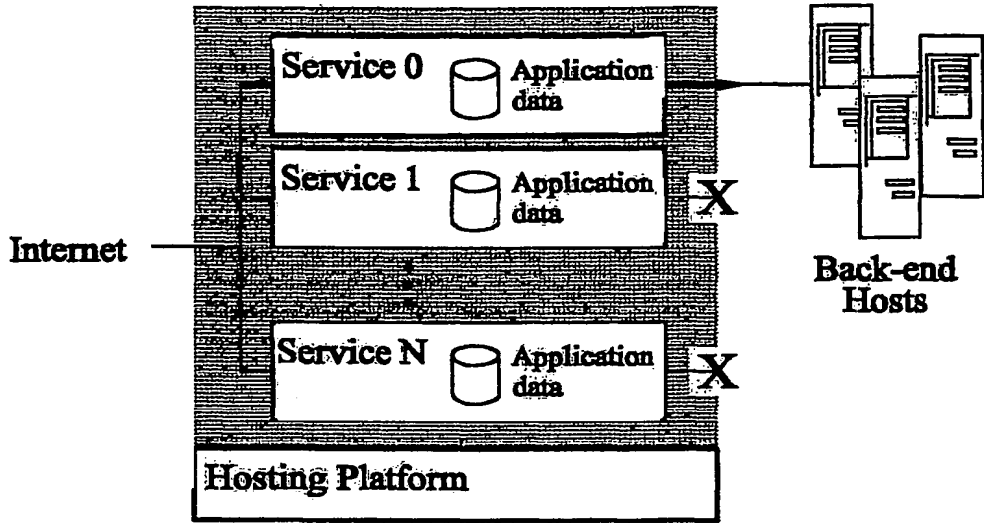 Service 0
Application
data
Service 1
Application
data
X
Internet
Back-end
Hosts
Service N
Application
data
X
Hosting Platform